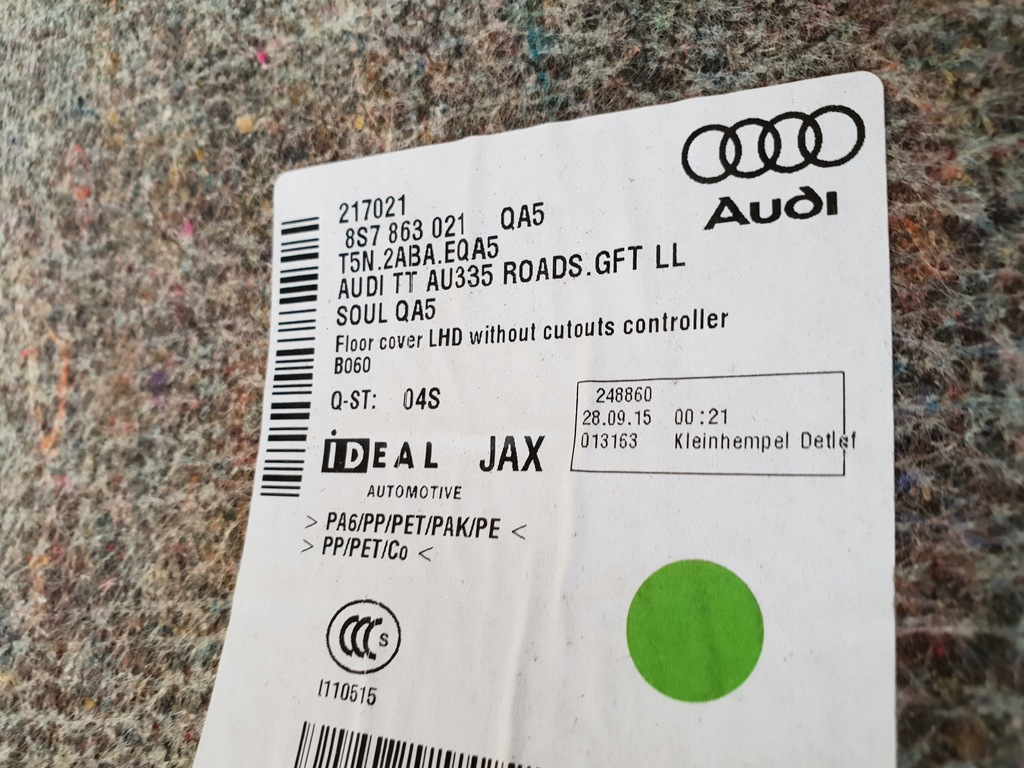 Audi
217021
8S7 863 021 QA5
T5N.2ABA.EQA5
AUDI TT AU335 ROADS.GFT LL
SOUL QA5
Floor cover LHD without cutouts controller
B060
Q-ST: 04S
248860
28.09.15 00:21
013163 Kleinhempel Detlef
iDEAL JAX
AUTOMOTIVE
> PA6/PP/PET/PAK/PE <
> PP/PET/Co <
CCC S
I110515